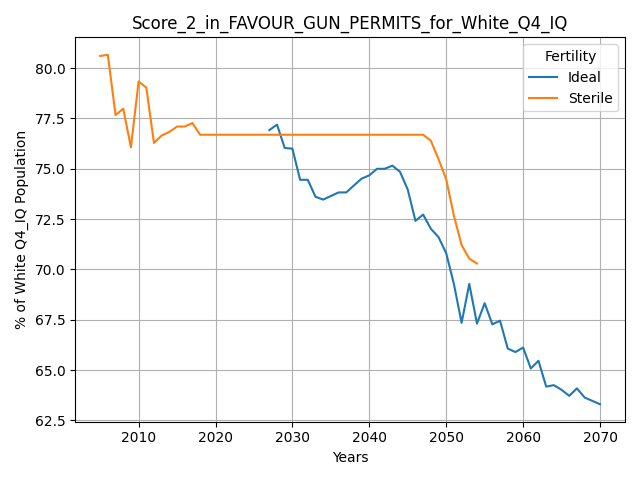 Score_2_in_FAVOUR_GUN_PERMITS_for_White_Q4_IQ
Fertility
Ideal
Sterile
% of White Q4_IQ Population
80.0
77.5
75.0
72.5
70.0
67.5
65.0
62.5
2010
2020
2030
2040
2050
2060
2070
Years